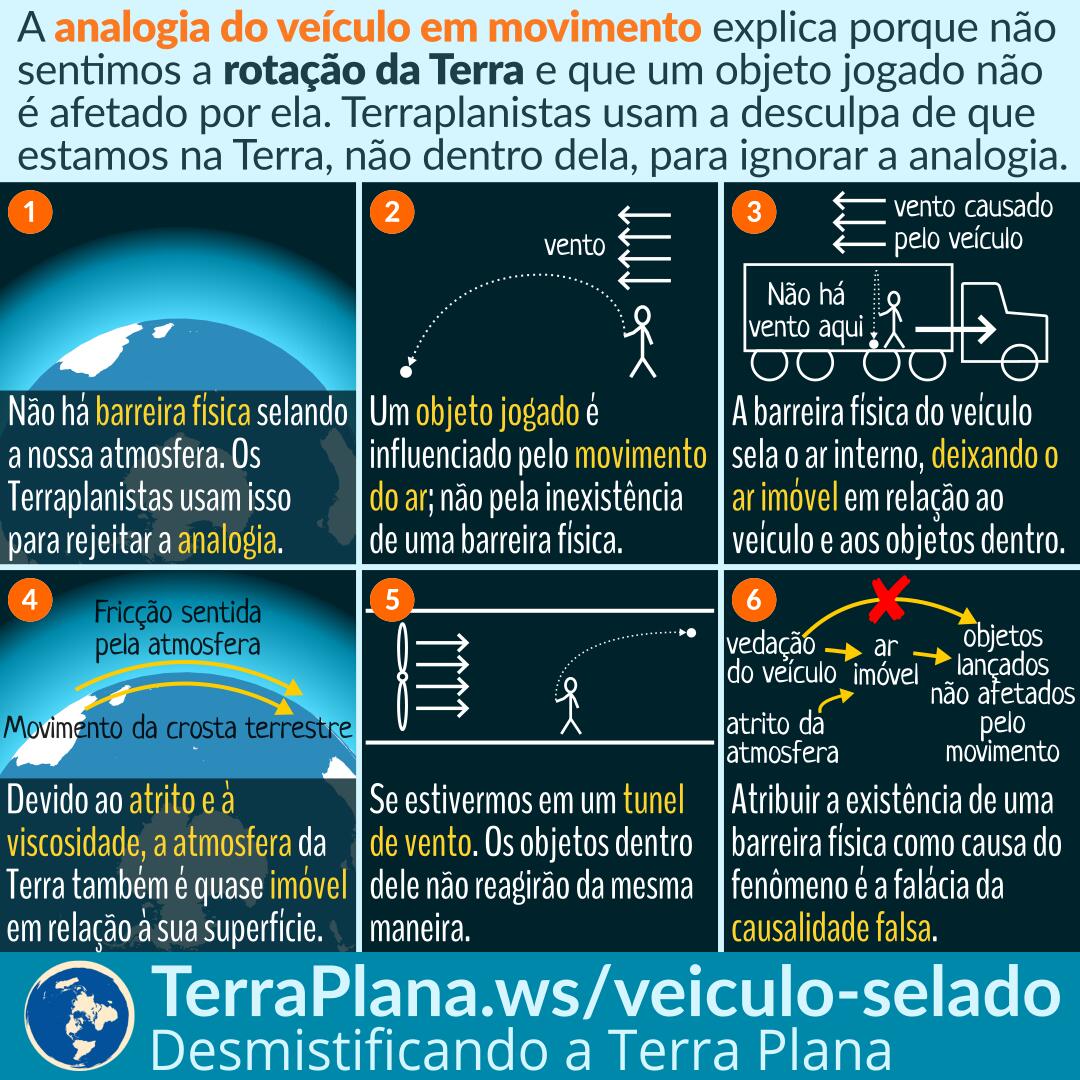 A analogia do veículo em movimento explica porque não
sentimos a rotação da Terra e que um objeto jogado não
é afetado por ela. Terraplanistas usam a desculpa de que
estamos na Terra, não dentro dela, para ignorar a analogia.
1
Não há barreira física selando
a nossa atmosfera. Os
Terraplanistas usam isso
para rejeitar a analogia.
2
vento
Um objeto jogado é
influenciado pelo movimento
do ar; não pela inexistência
de uma barreira física.
3
vento causado
pelo veículo
Não há
vento aqui
A barreira física do veículo
sela o ar interno, deixando o
ar imóvel em relação ao
veículo e aos objetos dentro.
4
Fricção sentida
pela atmosfera
Movimento da crosta terrestre
Devido ao atrito e à
viscosidade, a atmosfera da
Terra também é quase imóvel
em relação à sua superfície.
5
Se estivermos em um tunel
de vento. Os objetos dentro
dele não reagirão da mesma
maneira.
6
vedação
do veículo
ar
imóvel
objetos
lançados
não afetados
pelo
movimento
atrito da
atmosfera
Atribuir a existência de uma
barreira física como causa do
fenômeno é a falácia da
causalidade falsa.
TerraPlana.ws/veiculo-selado
Desmistificando a Terra Plana